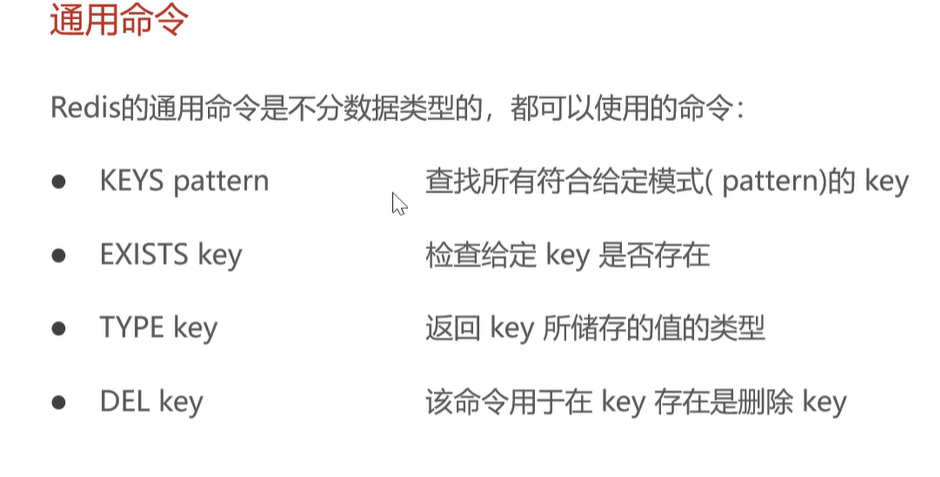 通用命令
Redis的通用命令是不分数据类型的，都可以使用的命令：
● KEYS pattern 查找所有符合给定模式( pattern)的 key
● EXISTS key 检查给定 key 是否存在
● TYPE key 返回 key 所储存的值的类型
● DEL key 该命令用于在 key 存在是删除 key